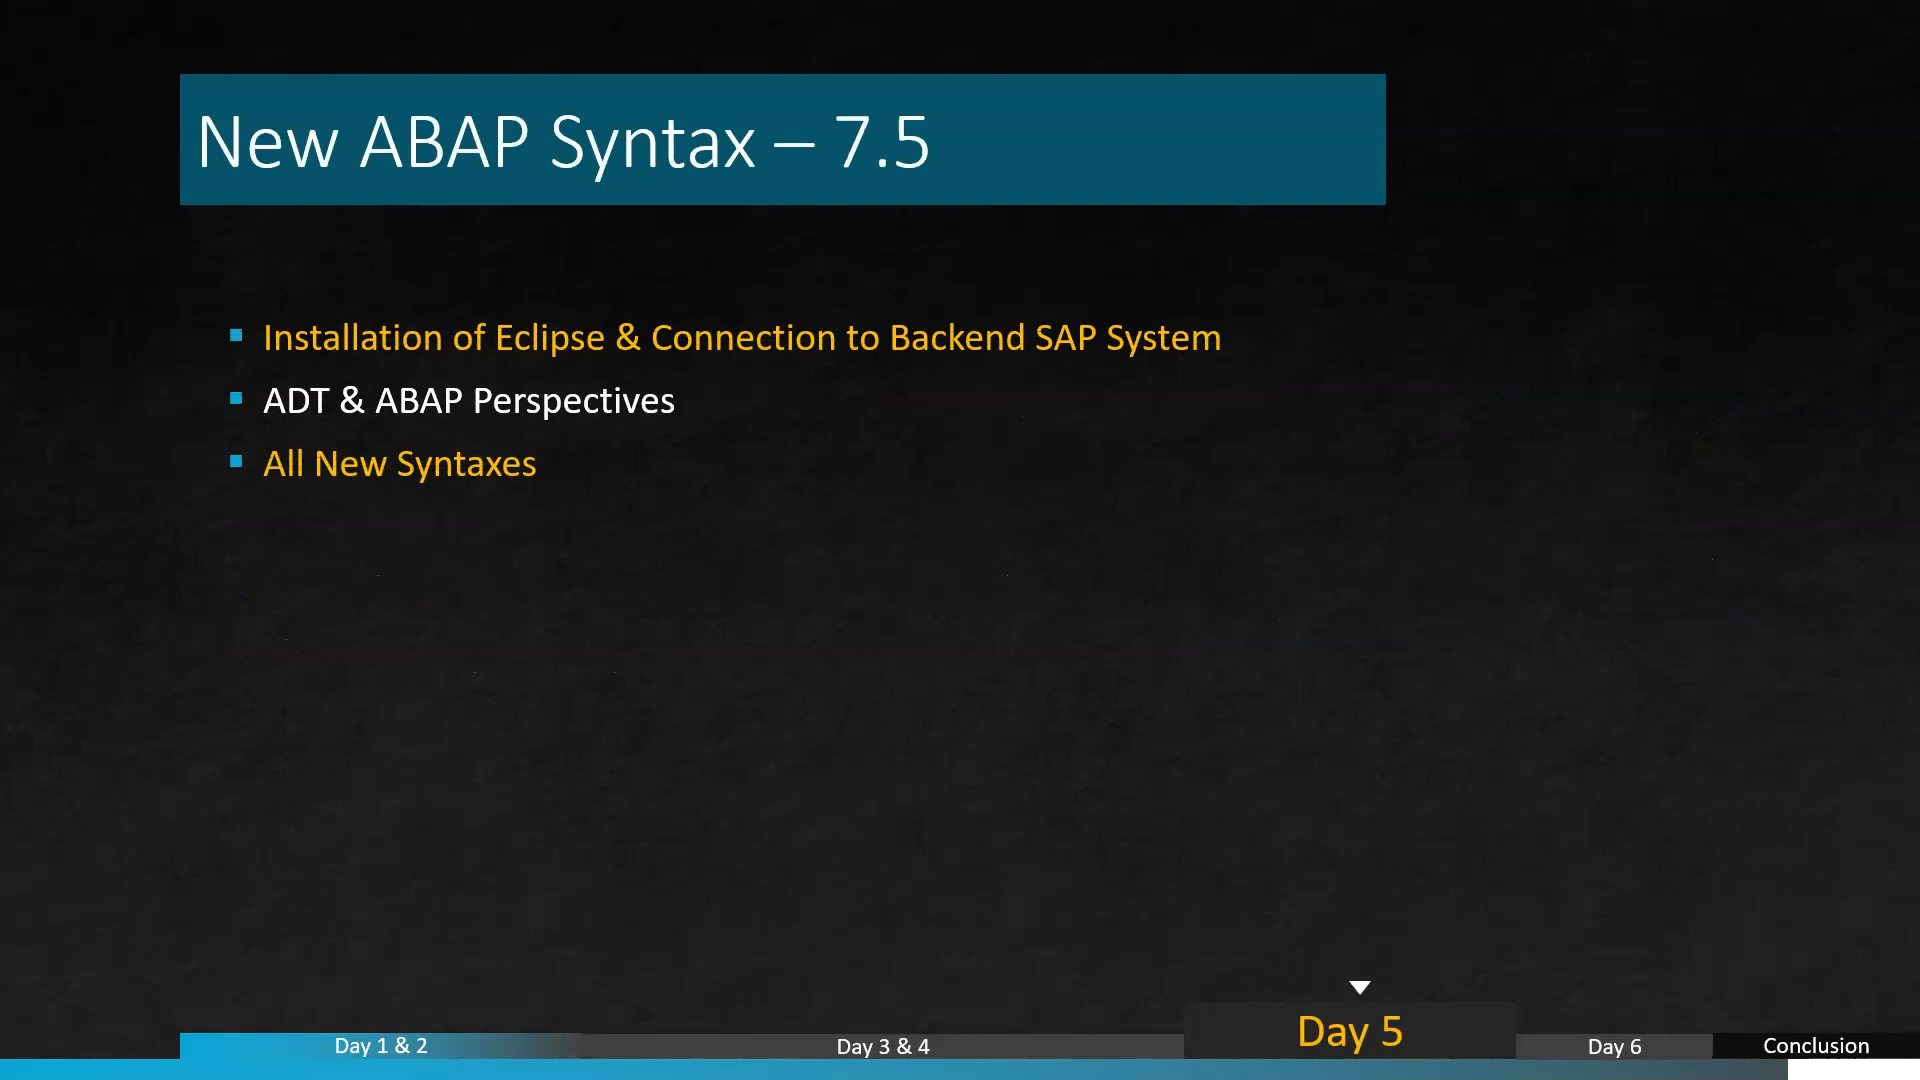 New ABAP Syntax – 7.5
Installation of Eclipse & Connection to Backend SAP System
ADT & ABAP Perspectives
All New Syntaxes
Day 1 & 2
Day 3 & 4
Day 5
Day 6
Conclusion